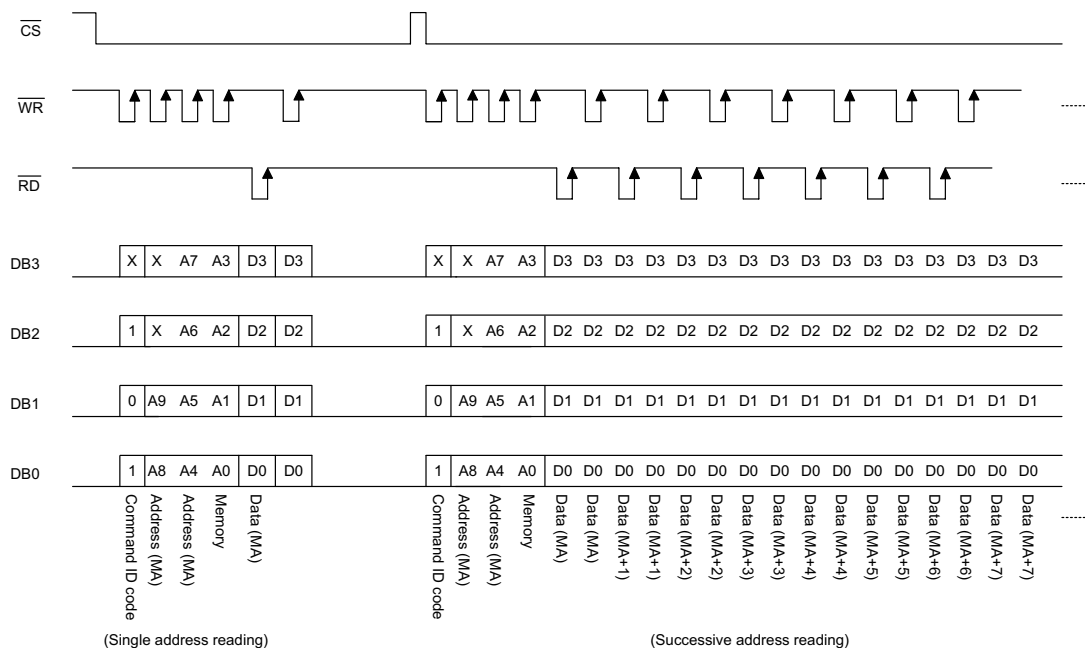 CS
WR
RD
DB3 X X A7 A3 D3 D3 X X A7 A3 D3 D3 D3 D3 D3 D3 D3 D3 D3 D3 D3 D3 D3 D3 D3 D3
DB2 1 X A6 A2 D2 D2 1 X A6 A2 D2 D2 D2 D2 D2 D2 D2 D2 D2 D2 D2 D2 D2 D2 D2 D2
DB1 0 A9 A5 A1 D1 D1 0 A9 A5 A1 D1 D1 D1 D1 D1 D1 D1 D1 D1 D1 D1 D1 D1 D1 D1 D1
DB0 1 A8 A4 A0 D0 D0 1 A8 A4 A0 D0 D0 D0 D0 D0 D0 D0 D0 D0 D0 D0 D0 D0 D0 D0 D0
Command ID code
Address (MA)
Address (MA)
Memory
Data (MA)
Command ID code
Address (MA)
Address (MA)
Memory
Data (MA)
Data (MA)
Data (MA+1)
Data (MA+1)
Data (MA+2)
Data (MA+2)
Data (MA+3)
Data (MA+3)
Data (MA+4)
Data (MA+4)
Data (MA+5)
Data (MA+5)
Data (MA+6)
Data (MA+6)
Data (MA+7)
Data (MA+7)
(Single address reading)
(Successive address reading)